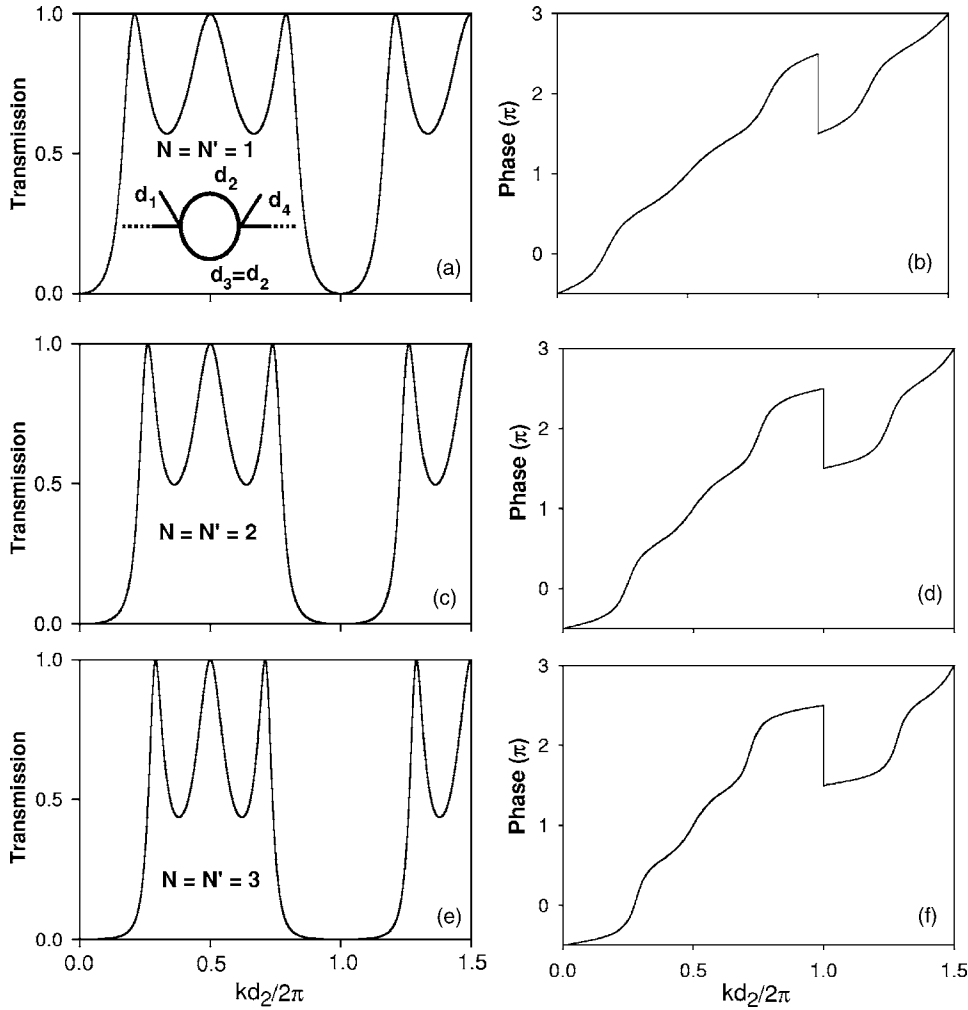 1.0
0.5
0.0
Transmission
N = N' = 1
d1
d2
d4
d3=d2
(a)
3
2
1
0
Phase (π)
(b)
1.0
0.5
0.0
Transmission
N = N' = 2
(c)
3
2
1
0
Phase (π)
(d)
1.0
0.5
0.0
Transmission
N = N' = 3
(e)
0.0 0.5 1.0 1.5
kd2/2π
3
2
1
0
Phase (π)
(f)
0.0 0.5 1.0 1.5
kd2/2π